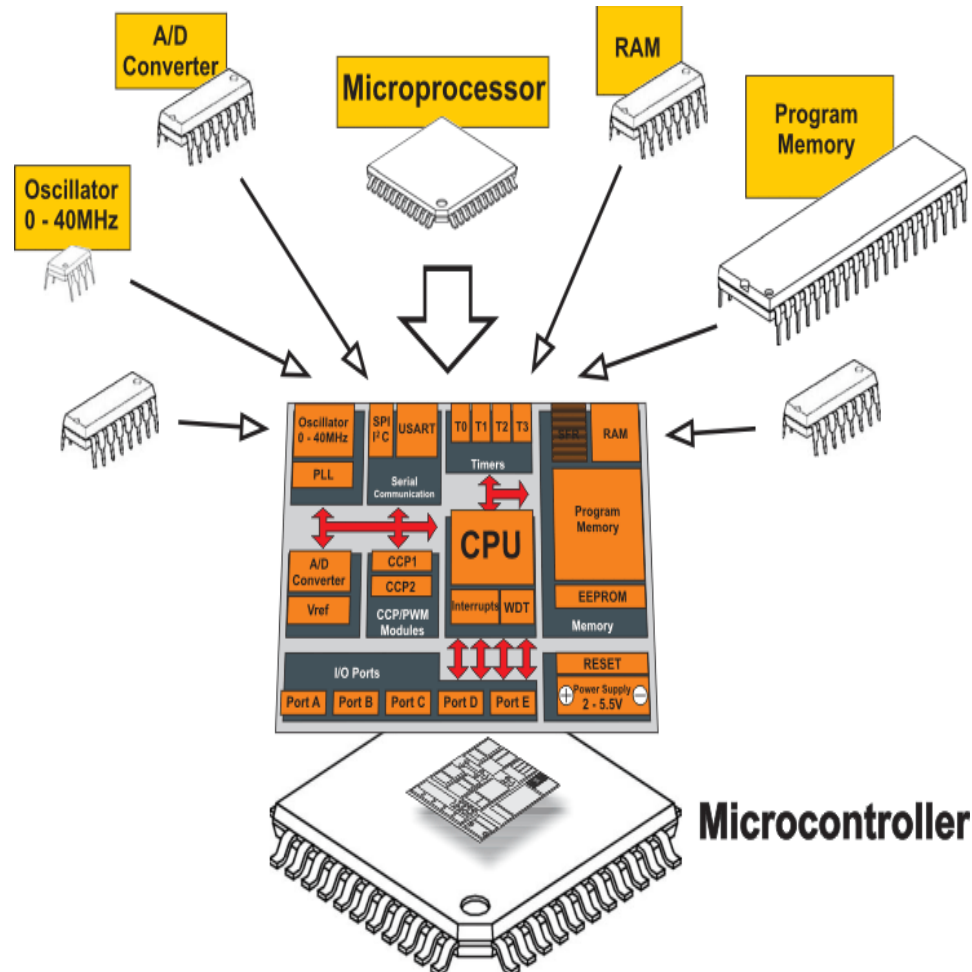 A/D
Converter
Microprocessor
RAM
Program
Memory
Oscillator
0 - 40MHz
Oscillator
0 - 40MHz
PLL
SPI
I²C
USART
Serial
Communication
T0
T1
T2
T3
Timers
SFR
RAM
Program
Memory
EEPROM
Memory
A/D
Converter
Vref
CCP1
CCP2
CCP/PWM
Modules
CPU
Interrupts
WDT
I/O Ports
Port A
Port B
Port C
Port D
Port E
RESET
+ Power Supply −
2 - 5.5V
Microcontroller